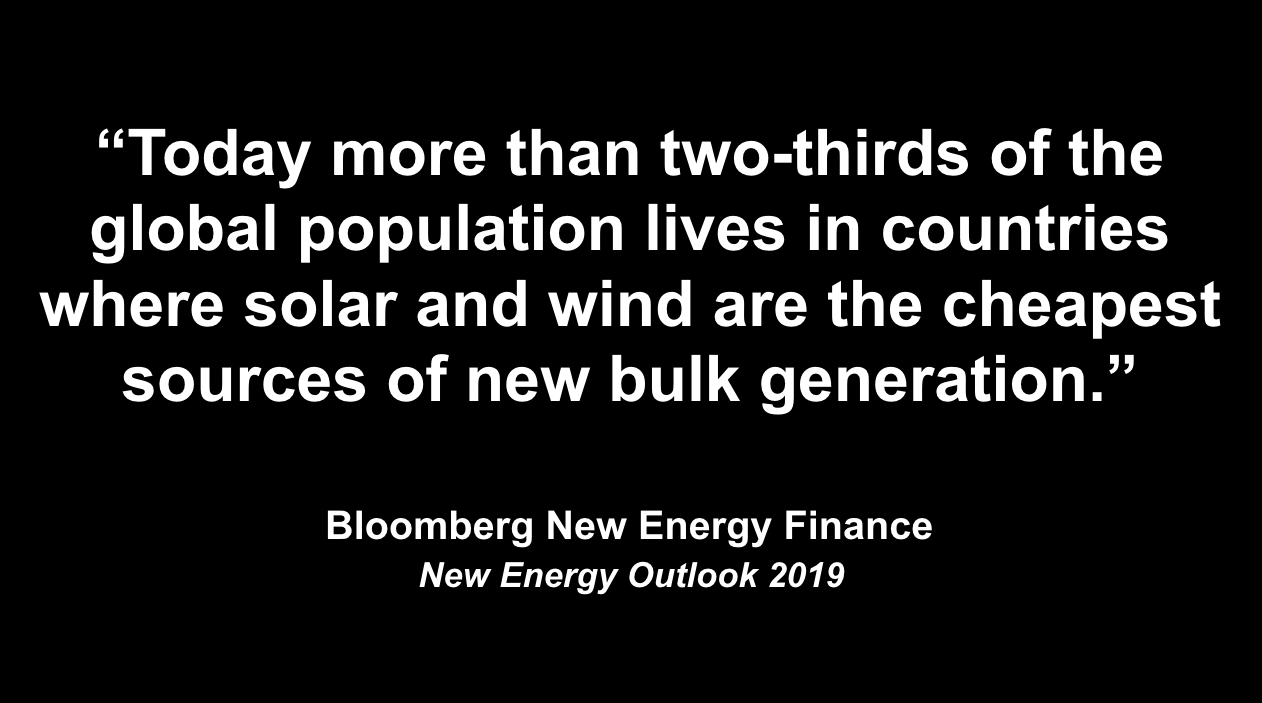 “Today more than two-thirds of the
global population lives in countries
where solar and wind are the cheapest
sources of new bulk generation.”
Bloomberg New Energy Finance
New Energy Outlook 2019